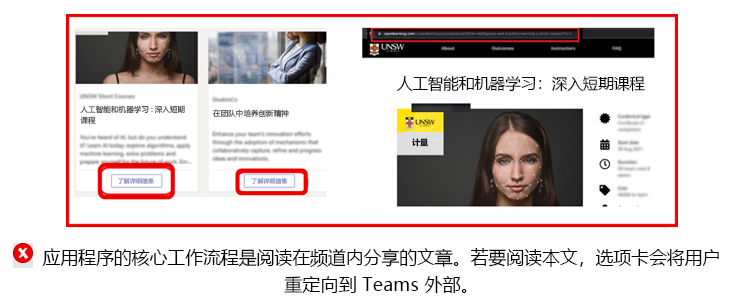 UNSW Short Courses
人工智能和机器学习 : 深入短期
课程
You've heard of AI, but do you understand
it? Learn AI today: explore algorithms, apply
machine learning, solve problems and
prepare yourself for the future of work. En...
了解详细信息
在团队中培养创新精神
Enhance your team's innovation efforts
through the adoption of mechanisms that
collaboratively capture, refine and progress
ideas and innovations.
了解详细信息
UNSW
About
Outcomes
Instructors
FAQ
人工智能和机器学习：深入短期课程
UNSW
计量
Credential type
Certificate of
completion
Start date
Duration
Cost
应用程序的核心工作流程是阅读在频道内分享的文章。若要阅读本文，选项卡会将用户
重定向到 Teams 外部。